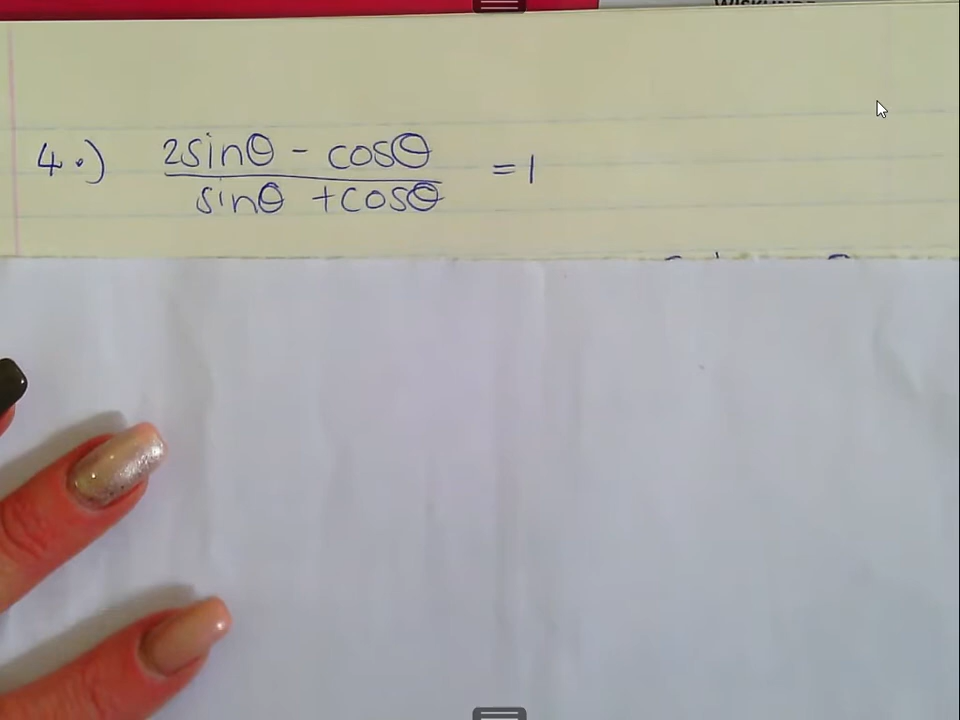 4.) 2sinθ - cosθ / sinθ + cosθ = 1